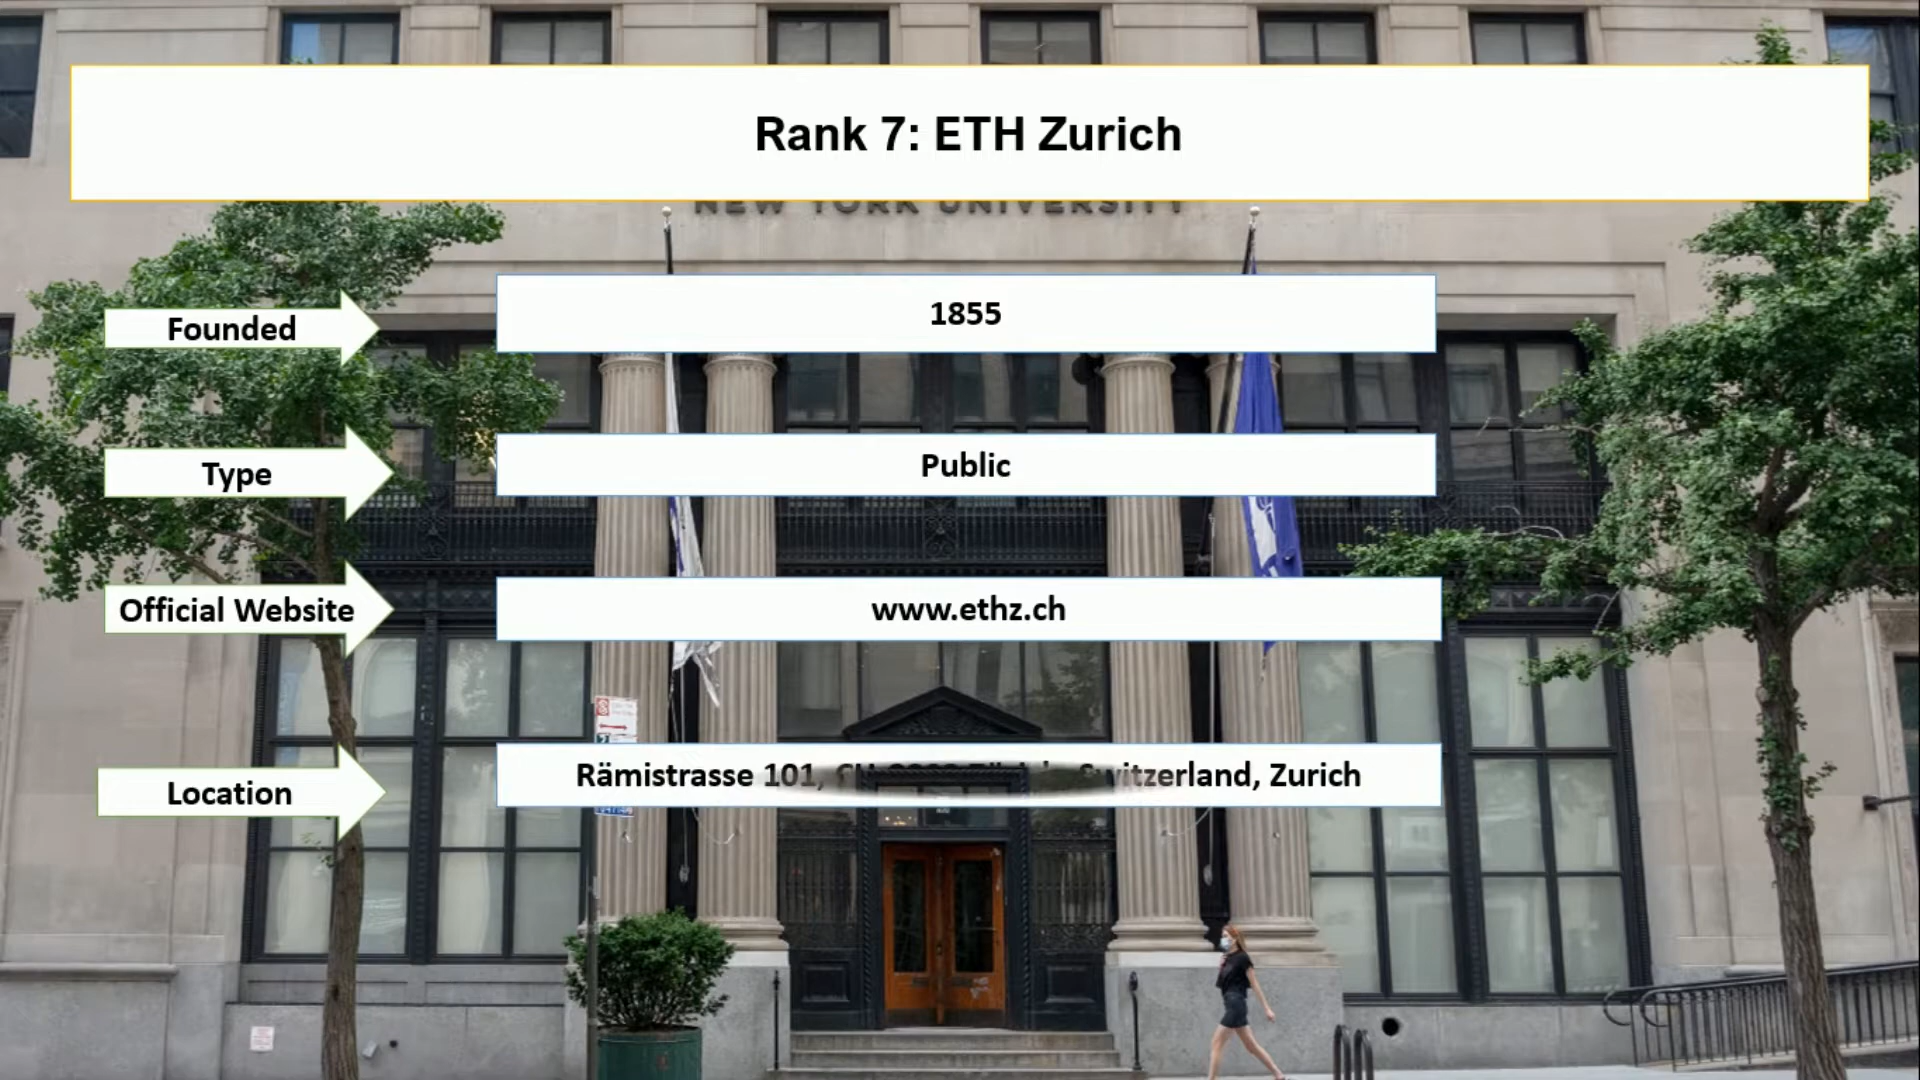 Rank 7: ETH Zurich
NEW YORK UNIVERSITY
Founded
1855
Type
Public
Official Website
www.ethz.ch
Location
Rämistrasse 101, Switzerland, Zurich